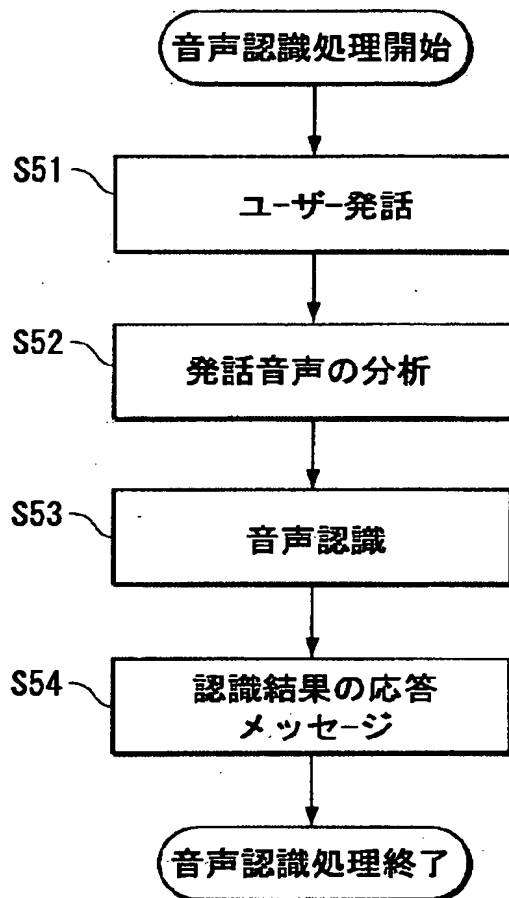 音声認識処理開始
S51
ユーザー発話
S52
発話音声の分析
S53
音声認識
S54
認識結果の応答
メッセージ
音声認識処理終了